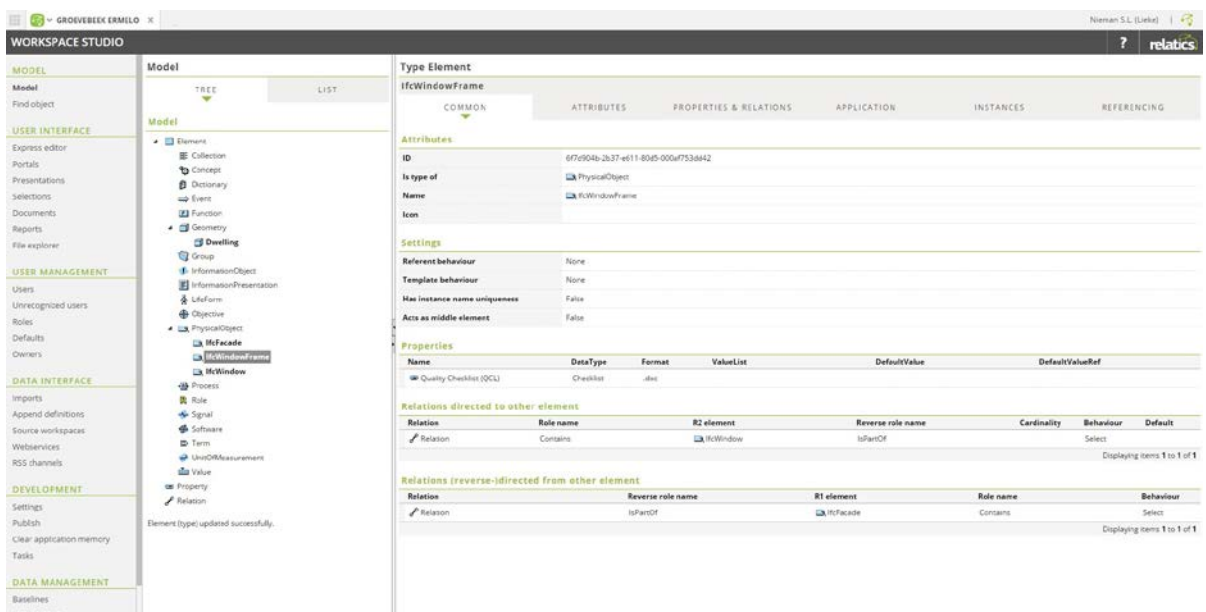 GROEVEBEEK ERMELO ×
Nieman S.L. (Lieke)
WORKSPACE STUDIO
?
relatics
MODEL
Model
Find object
USER INTERFACE
Express editor
Portals
Presentations
Selections
Documents
Reports
File explorer
USER MANAGEMENT
Users
Unrecognized users
Roles
Defaults
Owners
DATA INTERFACE
Imports
Append definitions
Source workspaces
Webservices
RSS channels
DEVELOPMENT
Settings
Publish
Clear application memory
Tasks
DATA MANAGEMENT
Baselines
Model
TREE LIST
Model
Element
Collection
Concept
Dictionary
Event
Function
Geometry
Dwelling
Group
InformationObject
InformationPresentation
LifeForm
Objective
PhysicalObject
IfcFacade
IfcWindowFrame
IfcWindow
Process
Role
Signal
Software
Term
UnitOfMeasurement
Value
Property
Relation
Element (type) updated successfully.
Type Element
IfcWindowFrame
COMMON ATTRIBUTES PROPERTIES & RELATIONS APPLICATION INSTANCES REFERENCING
Attributes
ID 6f7c904b-2b37-e611-80d5-000af753dd42
Is type of PhysicalObject
Name IfcWindowFrame
Icon
Settings
Referent behaviour None
Template behaviour None
Has instance name uniqueness False
Acts as middle element False
Properties
Name DataType Format ValueList DefaultValue DefaultValueRef
Quality Checklist (QCL) Checklist .doc
Relations directed to other element
Relation Role name R2 element Reverse role name Cardinality Behaviour Default
Relation Contains IfcWindow IsPartOf Select
Displaying items 1 to 1 of 1
Relations (reverse-)directed from other element
Relation Reverse role name R1 element Role name Behaviour
Relation IsPartOf IfcFacade Contains Select
Displaying items 1 to 1 of 1